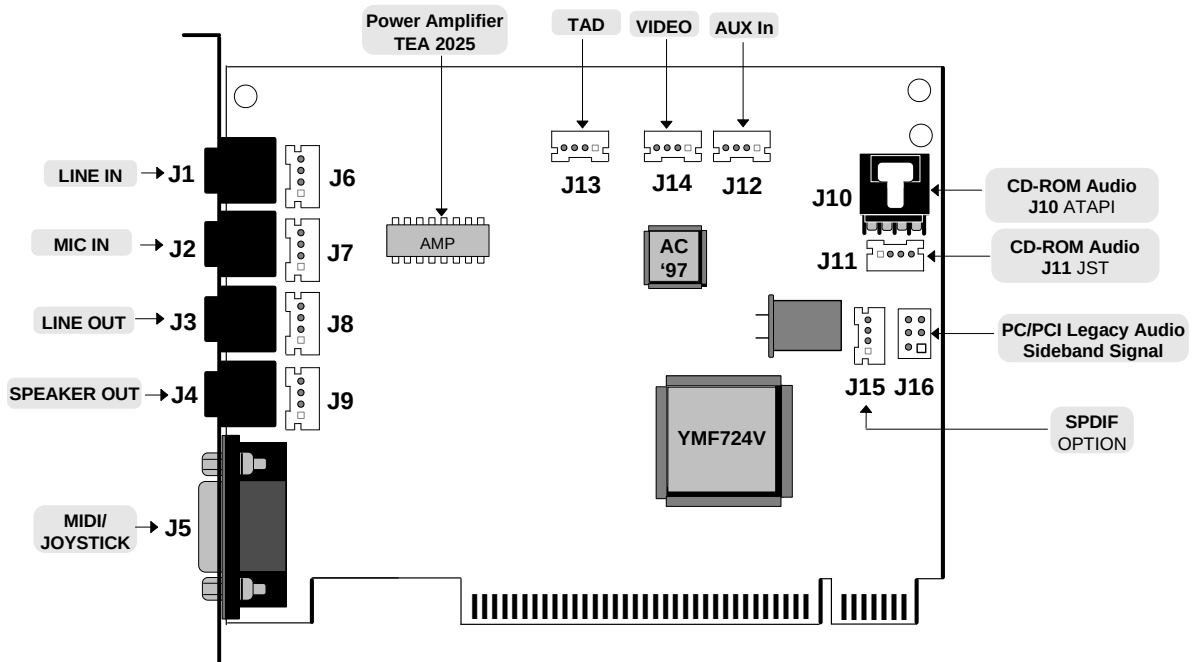 Power Amplifier
TEA 2025
TAD
VIDEO
AUX In
LINE IN
J1
J6
J13
J14
J12
J10
CD-ROM Audio
J10 ATAPI
MIC IN
J2
J7
AMP
AC
‘97
J11
CD-ROM Audio
J11 JST
LINE OUT
J3
J8
PC/PCI Legacy Audio
Sideband Signal
SPEAKER OUT
J4
J9
J15
J16
YMF724V
SPDIF
OPTION
MIDI/
JOYSTICK
J5